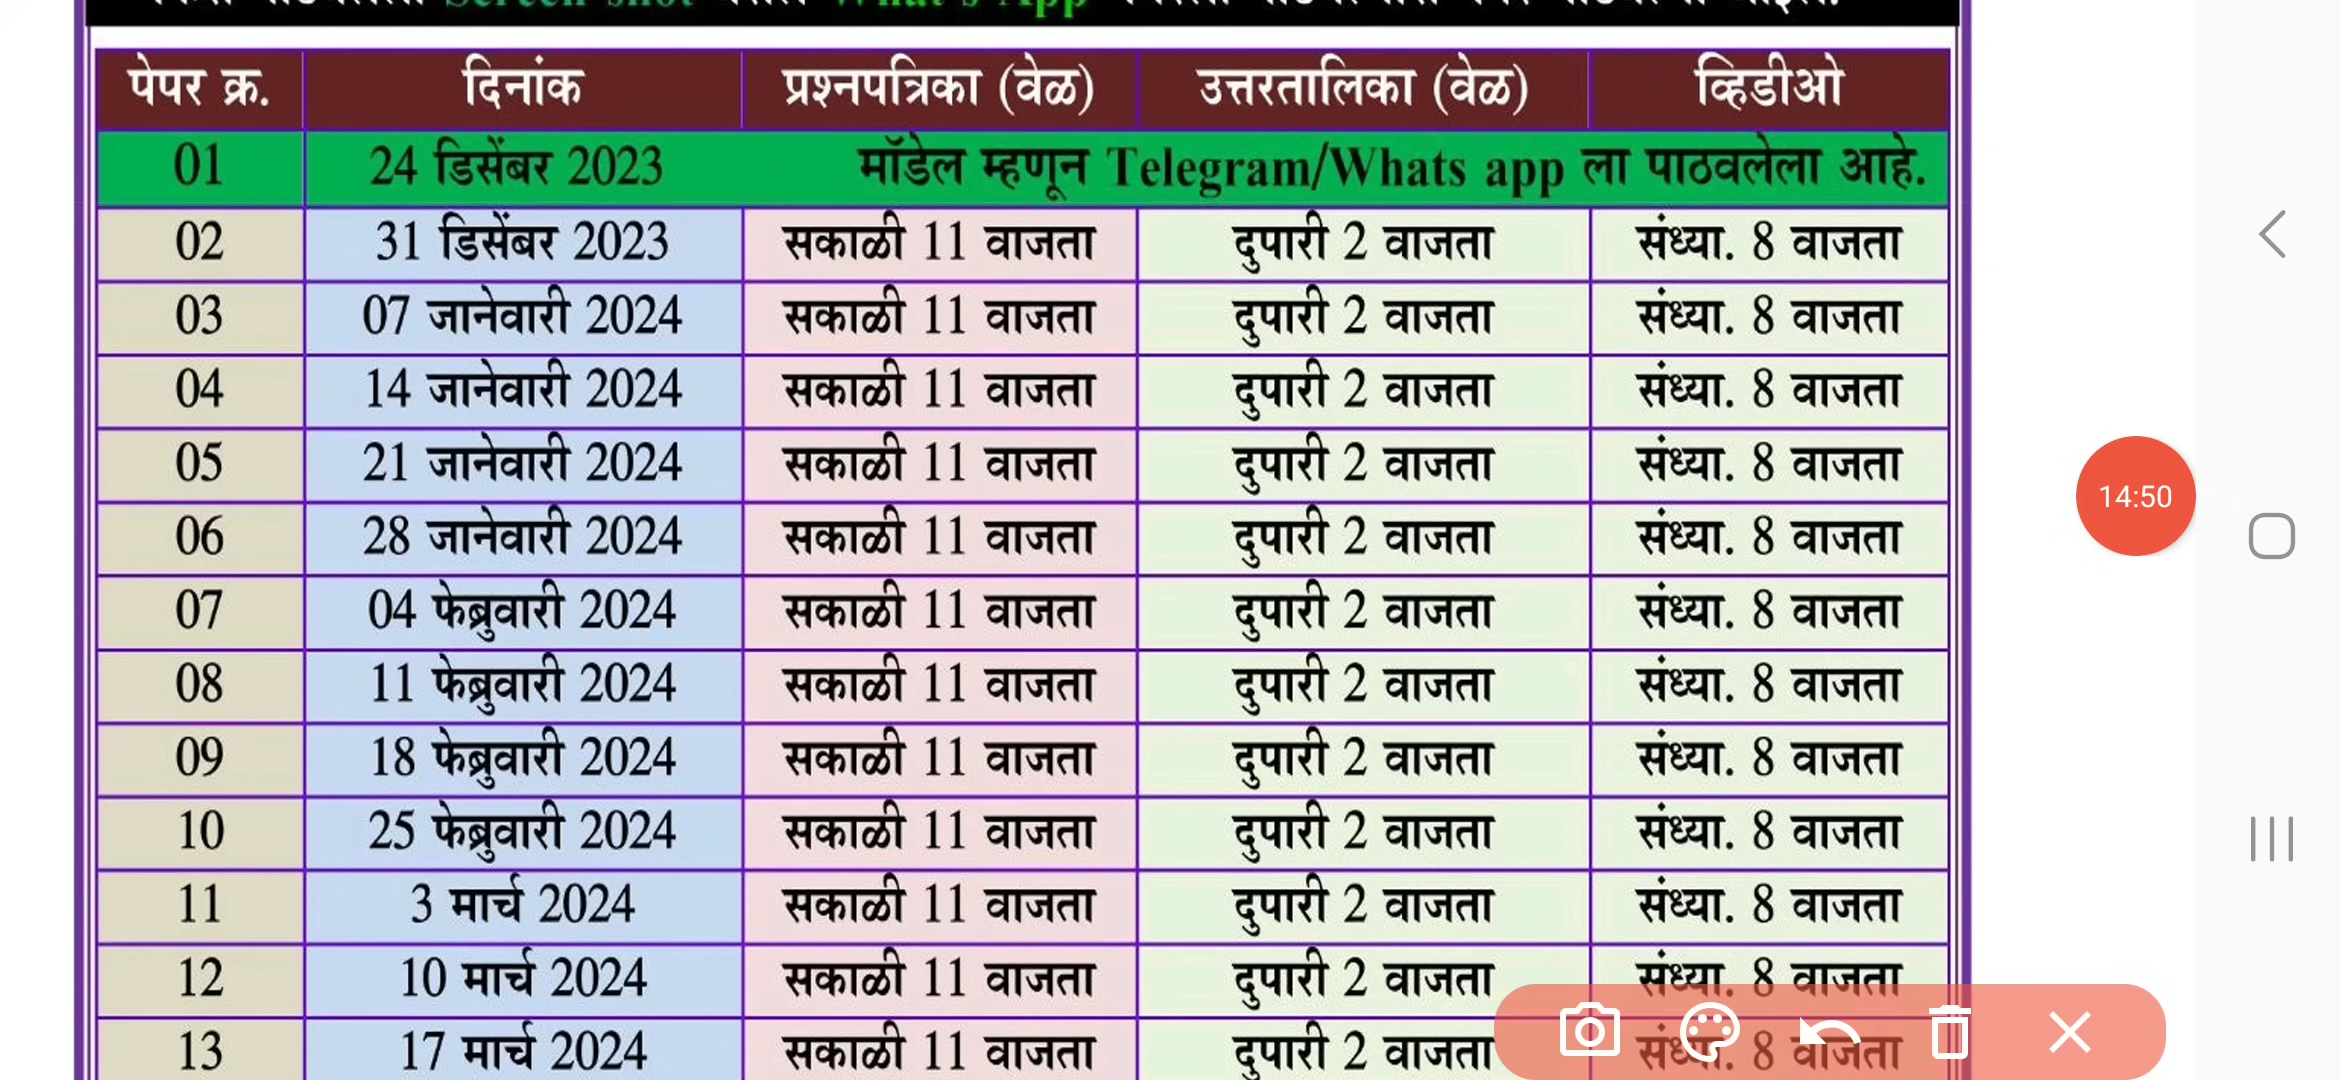 Screen shot What's App
पेपर क्र. दिनांक प्रश्नपत्रिका (वेळ) उत्तरतालिका (वेळ) व्हिडीओ
01 24 डिसेंबर 2023 मॉडेल म्हणून Telegram/Whats app ला पाठवलेला आहे.
02 31 डिसेंबर 2023 सकाळी 11 वाजता दुपारी 2 वाजता संध्या. 8 वाजता
03 07 जानेवारी 2024 सकाळी 11 वाजता दुपारी 2 वाजता संध्या. 8 वाजता
04 14 जानेवारी 2024 सकाळी 11 वाजता दुपारी 2 वाजता संध्या. 8 वाजता
05 21 जानेवारी 2024 सकाळी 11 वाजता दुपारी 2 वाजता संध्या. 8 वाजता
06 28 जानेवारी 2024 सकाळी 11 वाजता दुपारी 2 वाजता संध्या. 8 वाजता
07 04 फेब्रुवारी 2024 सकाळी 11 वाजता दुपारी 2 वाजता संध्या. 8 वाजता
08 11 फेब्रुवारी 2024 सकाळी 11 वाजता दुपारी 2 वाजता संध्या. 8 वाजता
09 18 फेब्रुवारी 2024 सकाळी 11 वाजता दुपारी 2 वाजता संध्या. 8 वाजता
10 25 फेब्रुवारी 2024 सकाळी 11 वाजता दुपारी 2 वाजता संध्या. 8 वाजता
11 3 मार्च 2024 सकाळी 11 वाजता दुपारी 2 वाजता संध्या. 8 वाजता
12 10 मार्च 2024 सकाळी 11 वाजता दुपारी 2 वाजता संध्या. 8 वाजता
13 17 मार्च 2024 सकाळी 11 वाजता दुपारी 2 वाजता संध्या. 8 वाजता
14:50